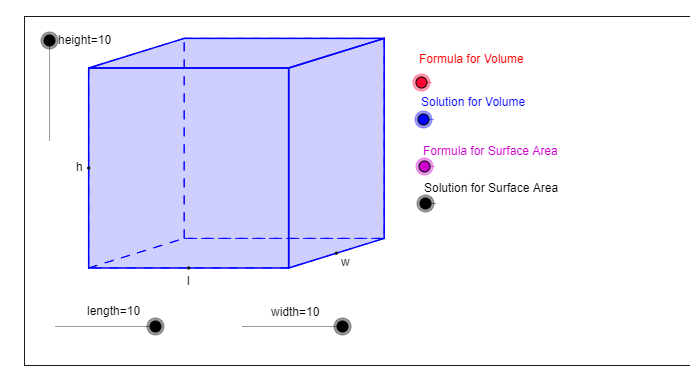 height=10
Formula for Volume
Solution for Volume
Formula for Surface Area
h
Solution for Surface Area
w
l
length=10
width=10